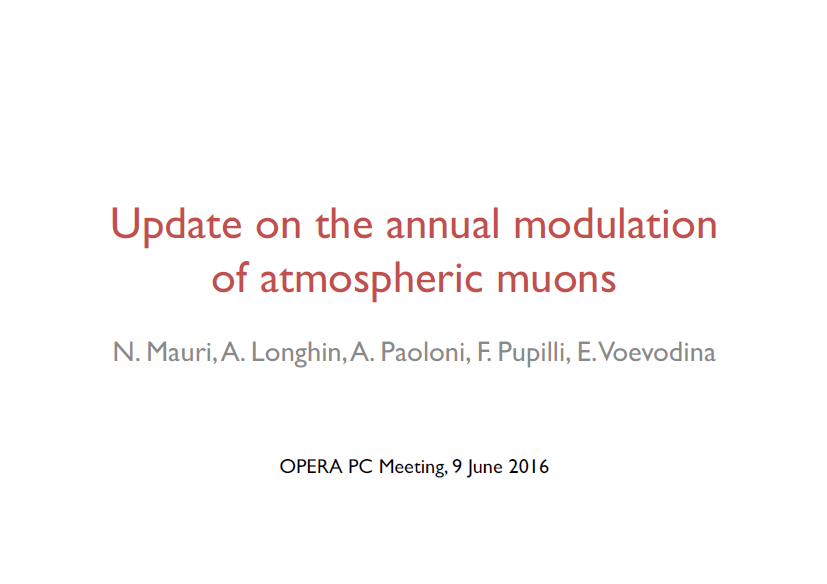 Update on the annual modulation
of atmospheric muons
N. Mauri, A. Longhin, A. Paoloni, F. Pupilli, E. Voevodina
OPERA PC Meeting, 9 June 2016